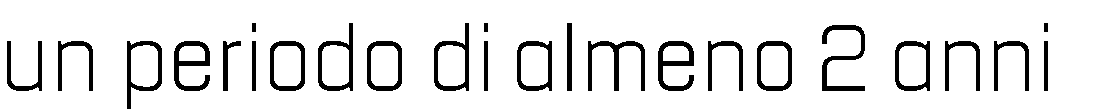 un periodo di almeno 2 anni